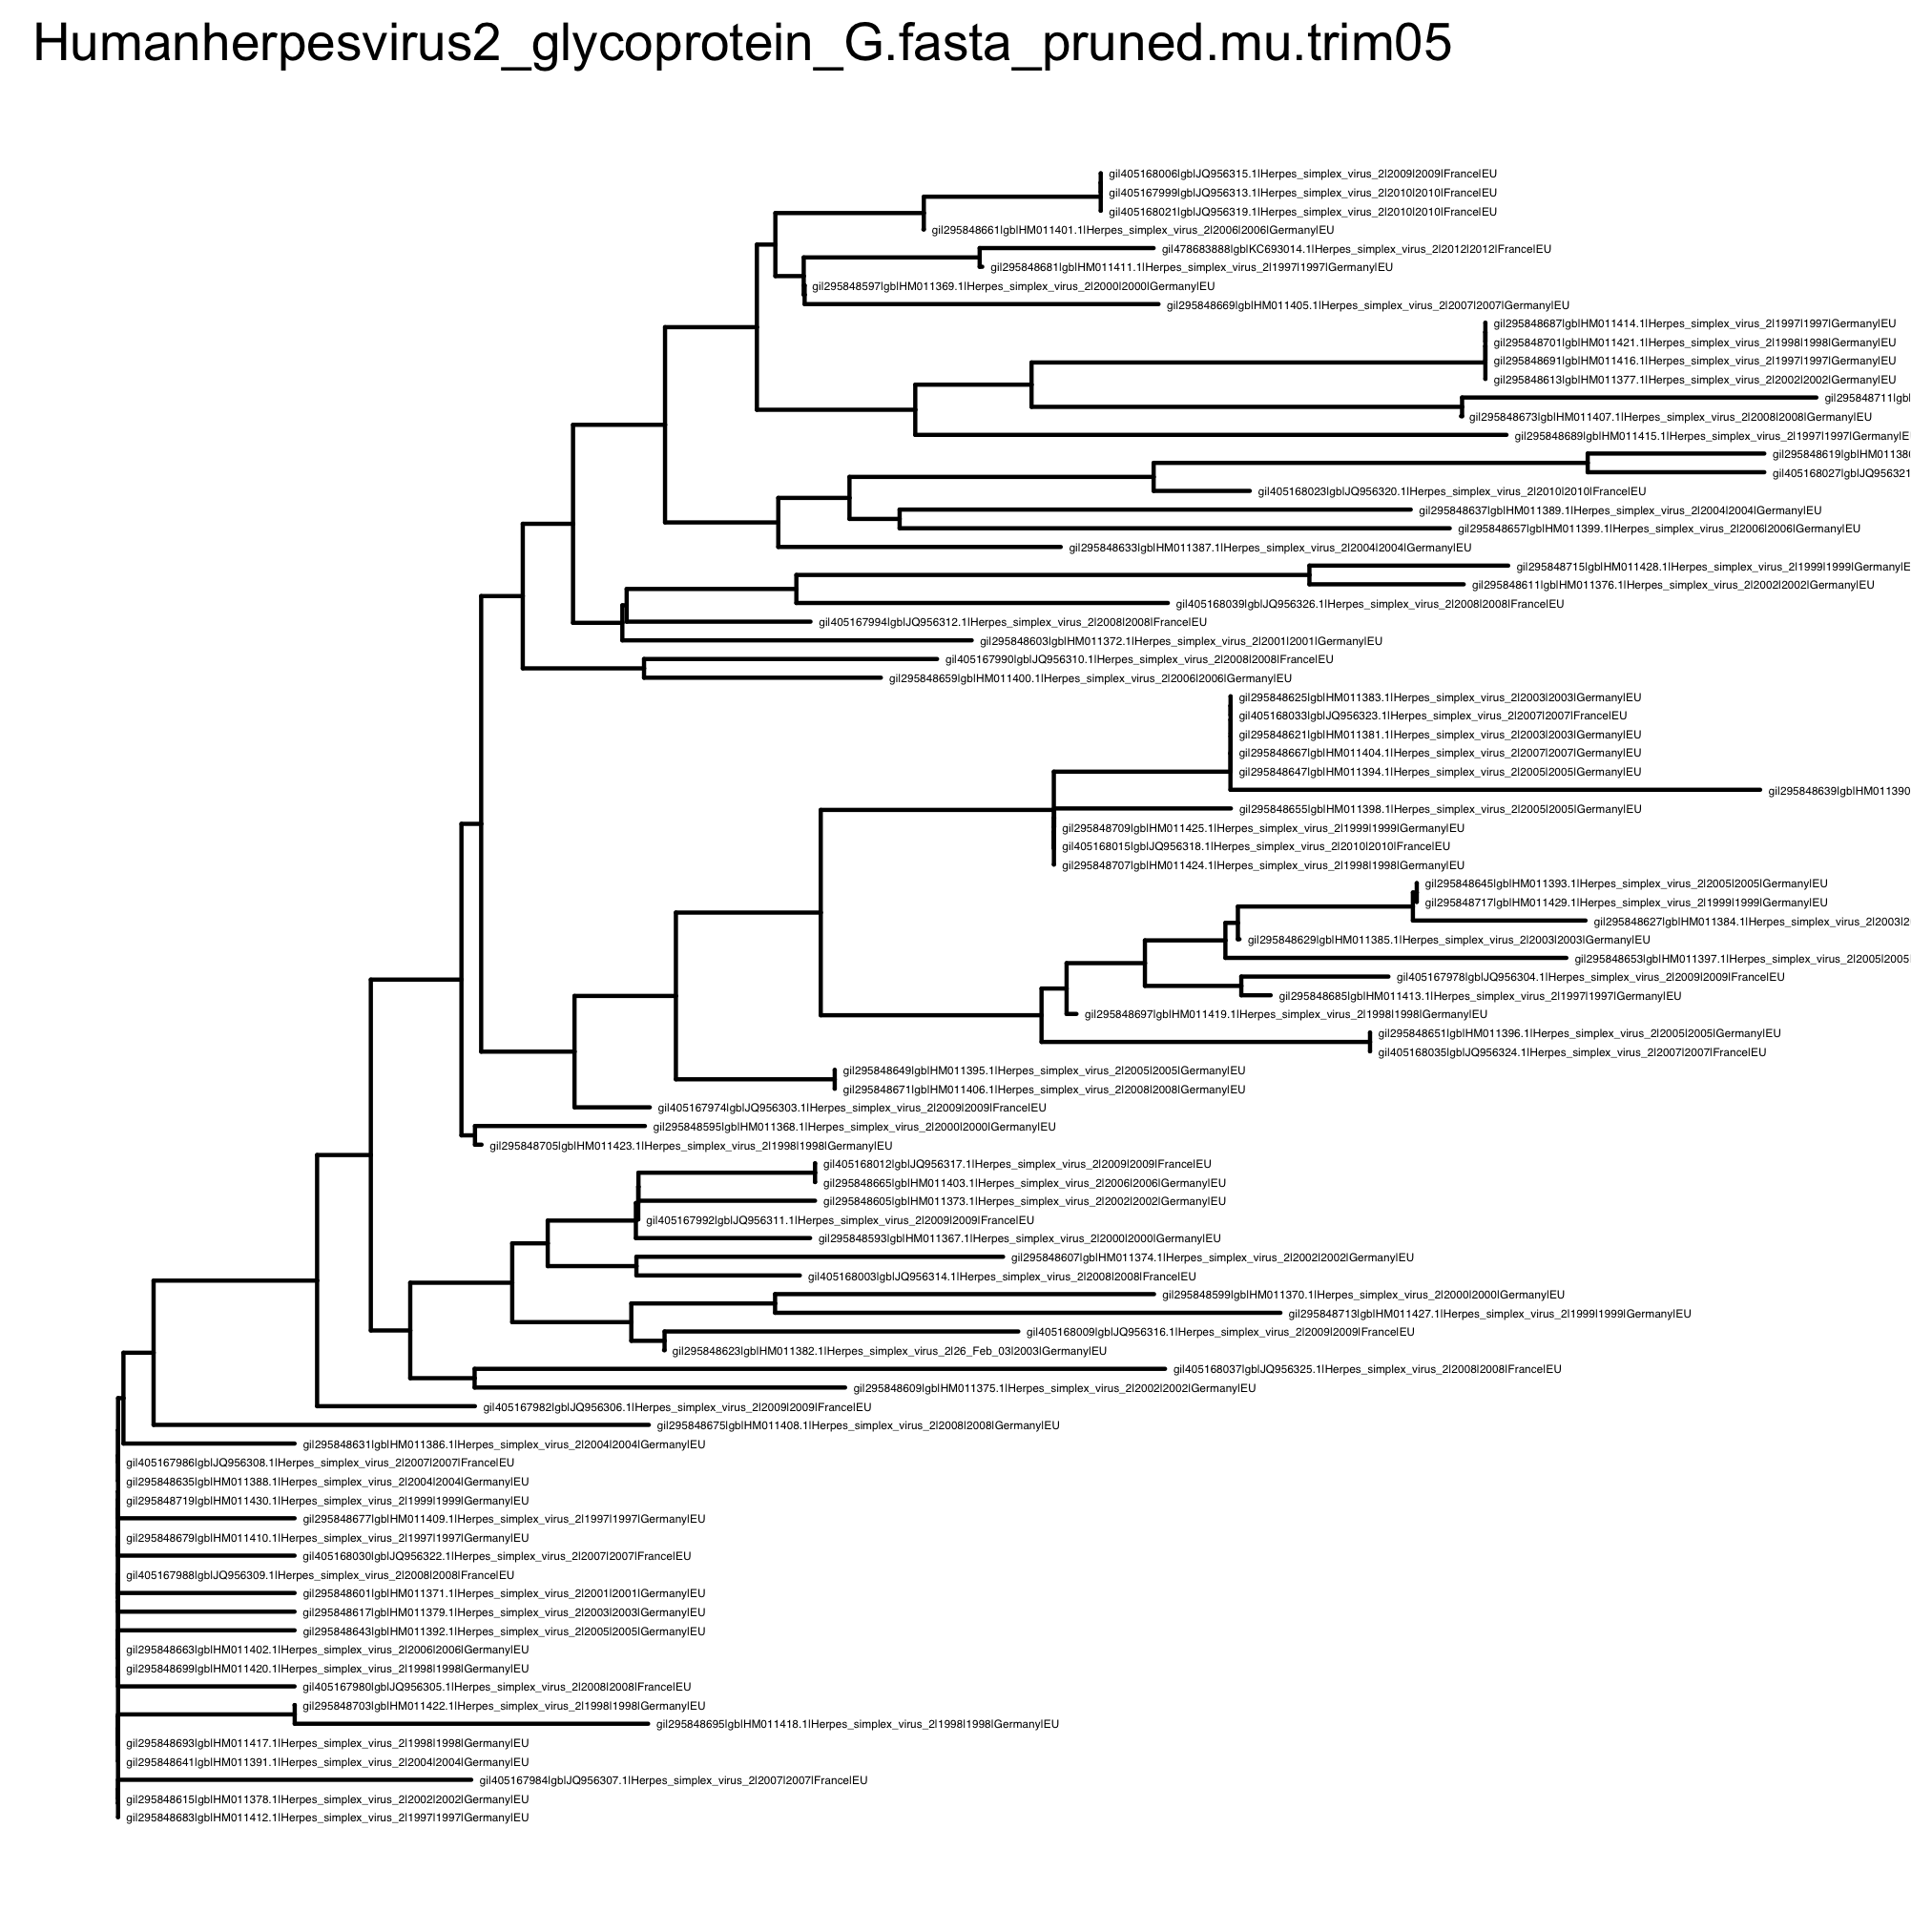 Humanherpesvirus2_glycoprotein_G.fasta_pruned.mu.trim05
gi|405168006|gb|JQ956315.1|Herpes_simplex_virus_2|2009|2009|France|EU
gi|405167999|gb|JQ956313.1|Herpes_simplex_virus_2|2010|2010|France|EU
gi|405168021|gb|JQ956319.1|Herpes_simplex_virus_2|2010|2010|France|EU
gi|295848661|gb|HM011401.1|Herpes_simplex_virus_2|2006|2006|Germany|EU
gi|478683888|gb|KC693014.1|Herpes_simplex_virus_2|2012|2012|France|EU
gi|295848681|gb|HM011411.1|Herpes_simplex_virus_2|1997|1997|Germany|EU
gi|295848597|gb|HM011369.1|Herpes_simplex_virus_2|2000|2000|Germany|EU
gi|295848669|gb|HM011405.1|Herpes_simplex_virus_2|2007|2007|Germany|EU
gi|295848687|gb|HM011414.1|Herpes_simplex_virus_2|1997|1997|Germany|EU
gi|295848701|gb|HM011421.1|Herpes_simplex_virus_2|1998|1998|Germany|EU
gi|295848691|gb|HM011416.1|Herpes_simplex_virus_2|1997|1997|Germany|EU
gi|295848613|gb|HM011377.1|Herpes_simplex_virus_2|2002|2002|Germany|EU
gi|295848711|gb|
gi|295848673|gb|HM011407.1|Herpes_simplex_virus_2|2008|2008|Germany|EU
gi|295848689|gb|HM011415.1|Herpes_simplex_virus_2|1997|1997|Germany|E
gi|295848619|gb|HM01138
gi|405168027|gb|JQ956321
gi|405168023|gb|JQ956320.1|Herpes_simplex_virus_2|2010|2010|France|EU
gi|295848637|gb|HM011389.1|Herpes_simplex_virus_2|2004|2004|Germany|EU
gi|295848657|gb|HM011399.1|Herpes_simplex_virus_2|2006|2006|Germany|EU
gi|295848633|gb|HM011387.1|Herpes_simplex_virus_2|2004|2004|Germany|EU
gi|295848715|gb|HM011428.1|Herpes_simplex_virus_2|1999|1999|Germany|E
gi|295848611|gb|HM011376.1|Herpes_simplex_virus_2|2002|2002|Germany|EU
gi|405168039|gb|JQ956326.1|Herpes_simplex_virus_2|2008|2008|France|EU
gi|405167994|gb|JQ956312.1|Herpes_simplex_virus_2|2008|2008|France|EU
gi|295848603|gb|HM011372.1|Herpes_simplex_virus_2|2001|2001|Germany|EU
gi|405167990|gb|JQ956310.1|Herpes_simplex_virus_2|2008|2008|France|EU
gi|295848659|gb|HM011400.1|Herpes_simplex_virus_2|2006|2006|Germany|EU
gi|295848625|gb|HM011383.1|Herpes_simplex_virus_2|2003|2003|Germany|EU
gi|405168033|gb|JQ956323.1|Herpes_simplex_virus_2|2007|2007|France|EU
gi|295848621|gb|HM011381.1|Herpes_simplex_virus_2|2003|2003|Germany|EU
gi|295848667|gb|HM011404.1|Herpes_simplex_virus_2|2007|2007|Germany|EU
gi|295848647|gb|HM011394.1|Herpes_simplex_virus_2|2005|2005|Germany|EU
gi|295848639|gb|HM011390
gi|295848655|gb|HM011398.1|Herpes_simplex_virus_2|2005|2005|Germany|EU
gi|295848709|gb|HM011425.1|Herpes_simplex_virus_2|1999|1999|Germany|EU
gi|405168015|gb|JQ956318.1|Herpes_simplex_virus_2|2010|2010|France|EU
gi|295848707|gb|HM011424.1|Herpes_simplex_virus_2|1998|1998|Germany|EU
gi|295848645|gb|HM011393.1|Herpes_simplex_virus_2|2005|2005|Germany|EU
gi|295848717|gb|HM011429.1|Herpes_simplex_virus_2|1999|1999|Germany|EU
gi|295848627|gb|HM011384.1|Herpes_simplex_virus_2|2003|2
gi|295848629|gb|HM011385.1|Herpes_simplex_virus_2|2003|2003|Germany|EU
gi|295848653|gb|HM011397.1|Herpes_simplex_virus_2|2005|2005
gi|405167978|gb|JQ956304.1|Herpes_simplex_virus_2|2009|2009|France|EU
gi|295848685|gb|HM011413.1|Herpes_simplex_virus_2|1997|1997|Germany|EU
gi|295848697|gb|HM011419.1|Herpes_simplex_virus_2|1998|1998|Germany|EU
gi|295848651|gb|HM011396.1|Herpes_simplex_virus_2|2005|2005|Germany|EU
gi|405168035|gb|JQ956324.1|Herpes_simplex_virus_2|2007|2007|France|EU
gi|295848649|gb|HM011395.1|Herpes_simplex_virus_2|2005|2005|Germany|EU
gi|295848671|gb|HM011406.1|Herpes_simplex_virus_2|2008|2008|Germany|EU
gi|405167974|gb|JQ956303.1|Herpes_simplex_virus_2|2009|2009|France|EU
gi|295848595|gb|HM011368.1|Herpes_simplex_virus_2|2000|2000|Germany|EU
gi|295848705|gb|HM011423.1|Herpes_simplex_virus_2|1998|1998|Germany|EU
gi|405168012|gb|JQ956317.1|Herpes_simplex_virus_2|2009|2009|France|EU
gi|295848665|gb|HM011403.1|Herpes_simplex_virus_2|2006|2006|Germany|EU
gi|295848605|gb|HM011373.1|Herpes_simplex_virus_2|2002|2002|Germany|EU
gi|405167992|gb|JQ956311.1|Herpes_simplex_virus_2|2009|2009|France|EU
gi|295848593|gb|HM011367.1|Herpes_simplex_virus_2|2000|2000|Germany|EU
gi|295848607|gb|HM011374.1|Herpes_simplex_virus_2|2002|2002|Germany|EU
gi|405168003|gb|JQ956314.1|Herpes_simplex_virus_2|2008|2008|France|EU
gi|295848599|gb|HM011370.1|Herpes_simplex_virus_2|2000|2000|Germany|EU
gi|295848713|gb|HM011427.1|Herpes_simplex_virus_2|1999|1999|Germany|EU
gi|405168009|gb|JQ956316.1|Herpes_simplex_virus_2|2009|2009|France|EU
gi|295848623|gb|HM011382.1|Herpes_simplex_virus_2|26_Feb_03|2003|Germany|EU
gi|405168037|gb|JQ956325.1|Herpes_simplex_virus_2|2008|2008|France|EU
gi|295848609|gb|HM011375.1|Herpes_simplex_virus_2|2002|2002|Germany|EU
gi|405167982|gb|JQ956306.1|Herpes_simplex_virus_2|2009|2009|France|EU
gi|295848675|gb|HM011408.1|Herpes_simplex_virus_2|2008|2008|Germany|EU
gi|295848631|gb|HM011386.1|Herpes_simplex_virus_2|2004|2004|Germany|EU
gi|405167986|gb|JQ956308.1|Herpes_simplex_virus_2|2007|2007|France|EU
gi|295848635|gb|HM011388.1|Herpes_simplex_virus_2|2004|2004|Germany|EU
gi|295848719|gb|HM011430.1|Herpes_simplex_virus_2|1999|1999|Germany|EU
gi|295848677|gb|HM011409.1|Herpes_simplex_virus_2|1997|1997|Germany|EU
gi|295848679|gb|HM011410.1|Herpes_simplex_virus_2|1997|1997|Germany|EU
gi|405168030|gb|JQ956322.1|Herpes_simplex_virus_2|2007|2007|France|EU
gi|405167988|gb|JQ956309.1|Herpes_simplex_virus_2|2008|2008|France|EU
gi|295848601|gb|HM011371.1|Herpes_simplex_virus_2|2001|2001|Germany|EU
gi|295848617|gb|HM011379.1|Herpes_simplex_virus_2|2003|2003|Germany|EU
gi|295848643|gb|HM011392.1|Herpes_simplex_virus_2|2005|2005|Germany|EU
gi|295848663|gb|HM011402.1|Herpes_simplex_virus_2|2006|2006|Germany|EU
gi|295848699|gb|HM011420.1|Herpes_simplex_virus_2|1998|1998|Germany|EU
gi|405167980|gb|JQ956305.1|Herpes_simplex_virus_2|2008|2008|France|EU
gi|295848703|gb|HM011422.1|Herpes_simplex_virus_2|1998|1998|Germany|EU
gi|295848695|gb|HM011418.1|Herpes_simplex_virus_2|1998|1998|Germany|EU
gi|295848693|gb|HM011417.1|Herpes_simplex_virus_2|1998|1998|Germany|EU
gi|295848641|gb|HM011391.1|Herpes_simplex_virus_2|2004|2004|Germany|EU
gi|405167984|gb|JQ956307.1|Herpes_simplex_virus_2|2007|2007|France|EU
gi|295848615|gb|HM011378.1|Herpes_simplex_virus_2|2002|2002|Germany|EU
gi|295848683|gb|HM011412.1|Herpes_simplex_virus_2|1997|1997|Germany|EU